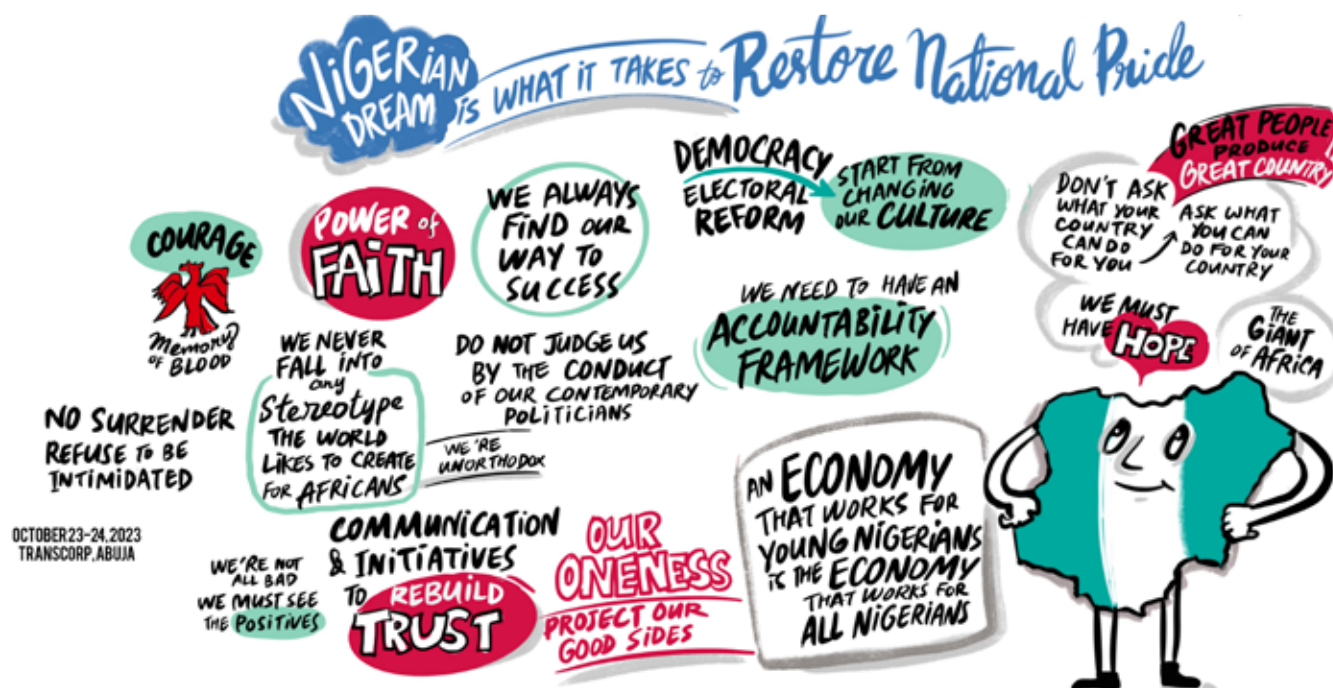 NiGERiAN
DREAM
iS WHAT iT TAKES to Restore National Pride
COURAGE
Memory
of BLOOD
NO SURRENDER
REFUSE TO BE
INTIMIDATED
OCTOBER 23-24, 2023
TRANSCORP, ABUJA
POWER of
FAiTH
WE NEVER
FALL iNTO
any
Stereotype
THE WORLD
LIKES TO CREATE
FOR AFRICANS
WE'RE NOT
ALL BAD
WE MUST SEE
THE POSITIVES
WE ALWAYS
FiND OUR
WAY TO
SUCCESS
DO NOT JUDGE US
BY THE CONDUCT
OF OUR CONTEMPORARY
POLITICIANS
WE'RE
UNORTHODOX
COMMUNICATION
& INITIATIVES
TO REBUILD
TRUST
OUR
ONENESS
PROJECT OUR
GOOD SiDES
DEMOCRACY
ELECTORAL
REFORM
START FROM
CHANGING
OUR CULTURE
WE NEED TO HAVE AN
ACCOUNTABILITY
FRAMEWORK
AN ECONOMY
THAT WORKS FOR
YOUNG NIGERIANS
iS THE ECONOMY
THAT WORKS FOR
ALL NIGERIANS
GREAT PEOPLE
PRODUCE
GREAT COUNTRY
DON'T ASK
WHAT YOUR
COUNTRY
CAN DO
FOR YOU
ASK WHAT
YOU CAN
DO FOR YOUR
COUNTRY
WE MUST
HAVE HOPE
THE
GiANT
OF AFRICA